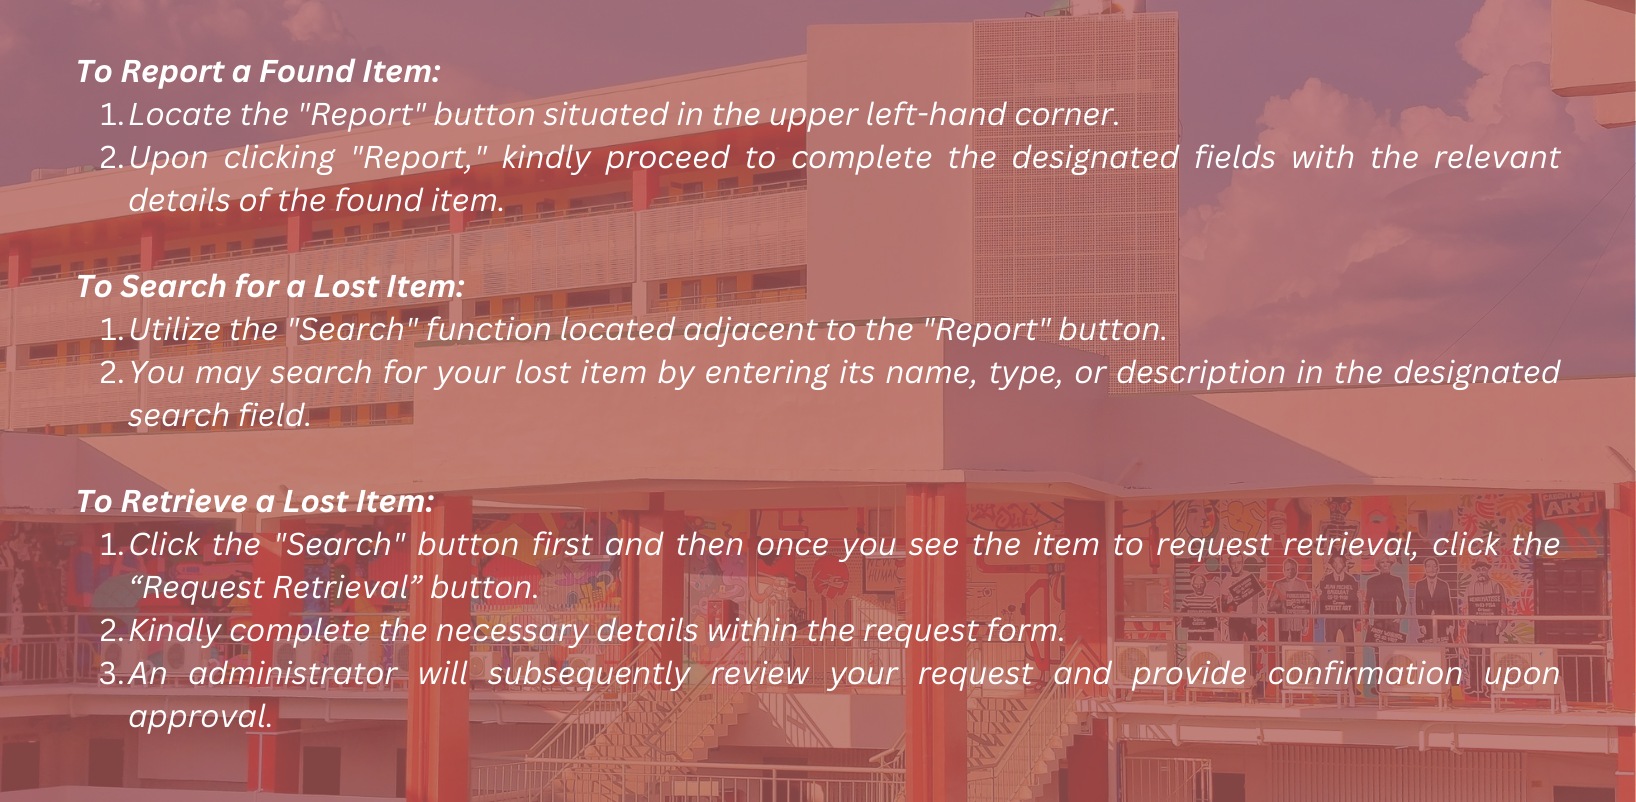 To Report a Found Item:
1. Locate the "Report" button situated in the upper left-hand corner.
2. Upon clicking "Report," kindly proceed to complete the designated fields with the relevant
details of the found item.
To Search for a Lost Item:
1. Utilize the "Search" function located adjacent to the "Report" button.
2. You may search for your lost item by entering its name, type, or description in the designated
search field.
To Retrieve a Lost Item:
1. Click the "Search" button first and then once you see the item to request retrieval, click the
“Request Retrieval” button.
2. Kindly complete the necessary details within the request form.
3. An administrator will subsequently review your request and provide confirmation upon
approval.
ART
NEW
HUMAN